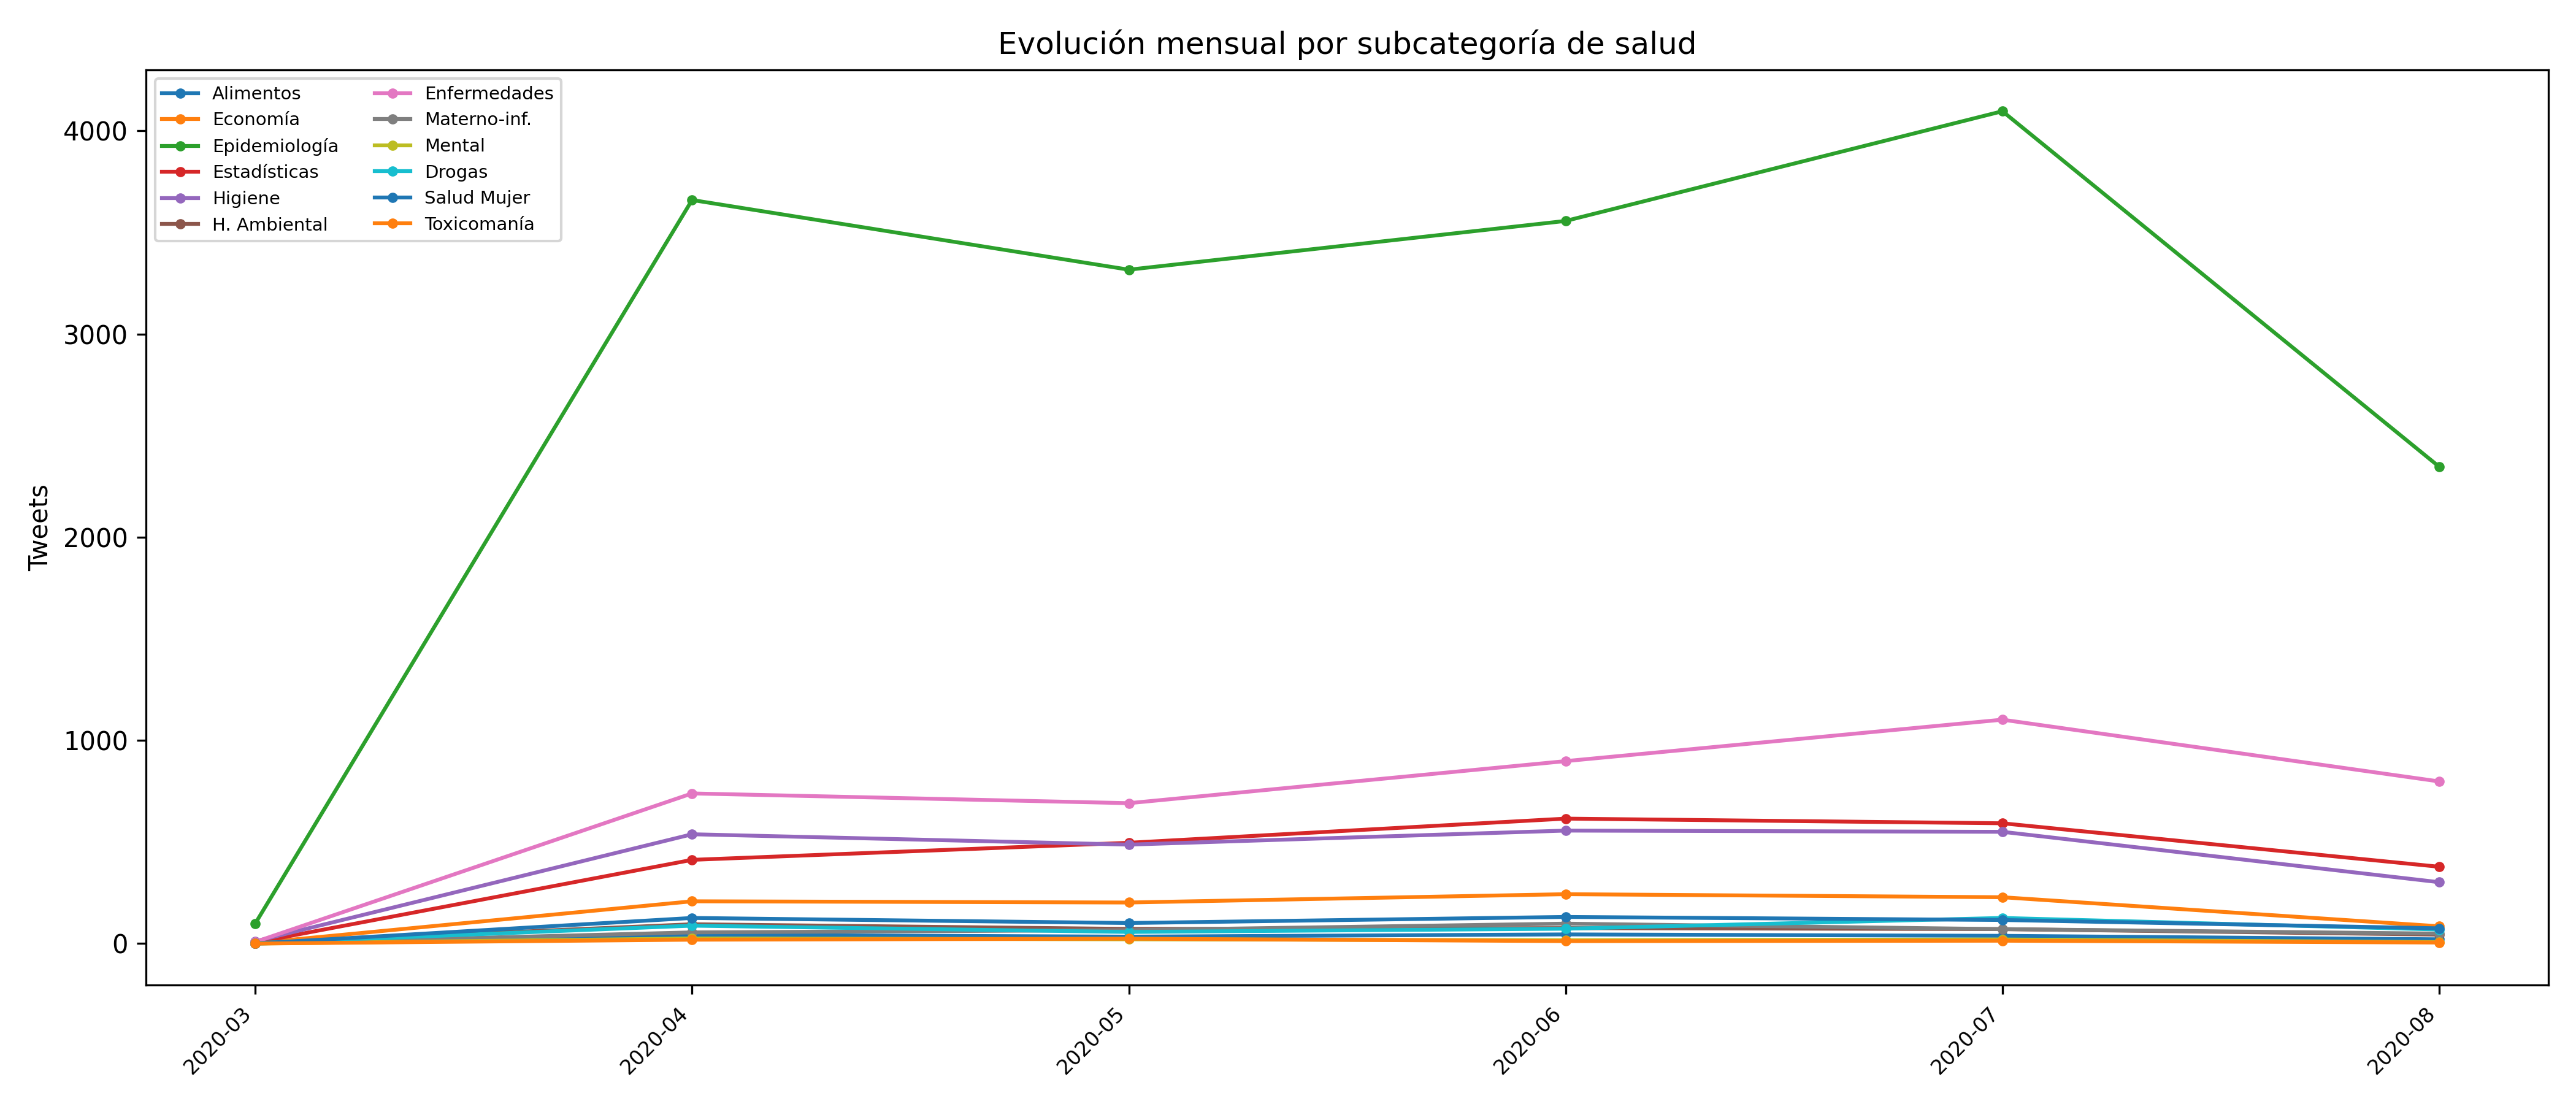 Evolución mensual por subcategoría de salud
Alimentos
Economía
Epidemiología
Estadísticas
Higiene
H. Ambiental
Enfermedades
Materno-inf.
Mental
Drogas
Salud Mujer
Toxicomanía
Tweets
4000
3000
2000
1000
0
2020-03
2020-04
2020-05
2020-06
2020-07
2020-08